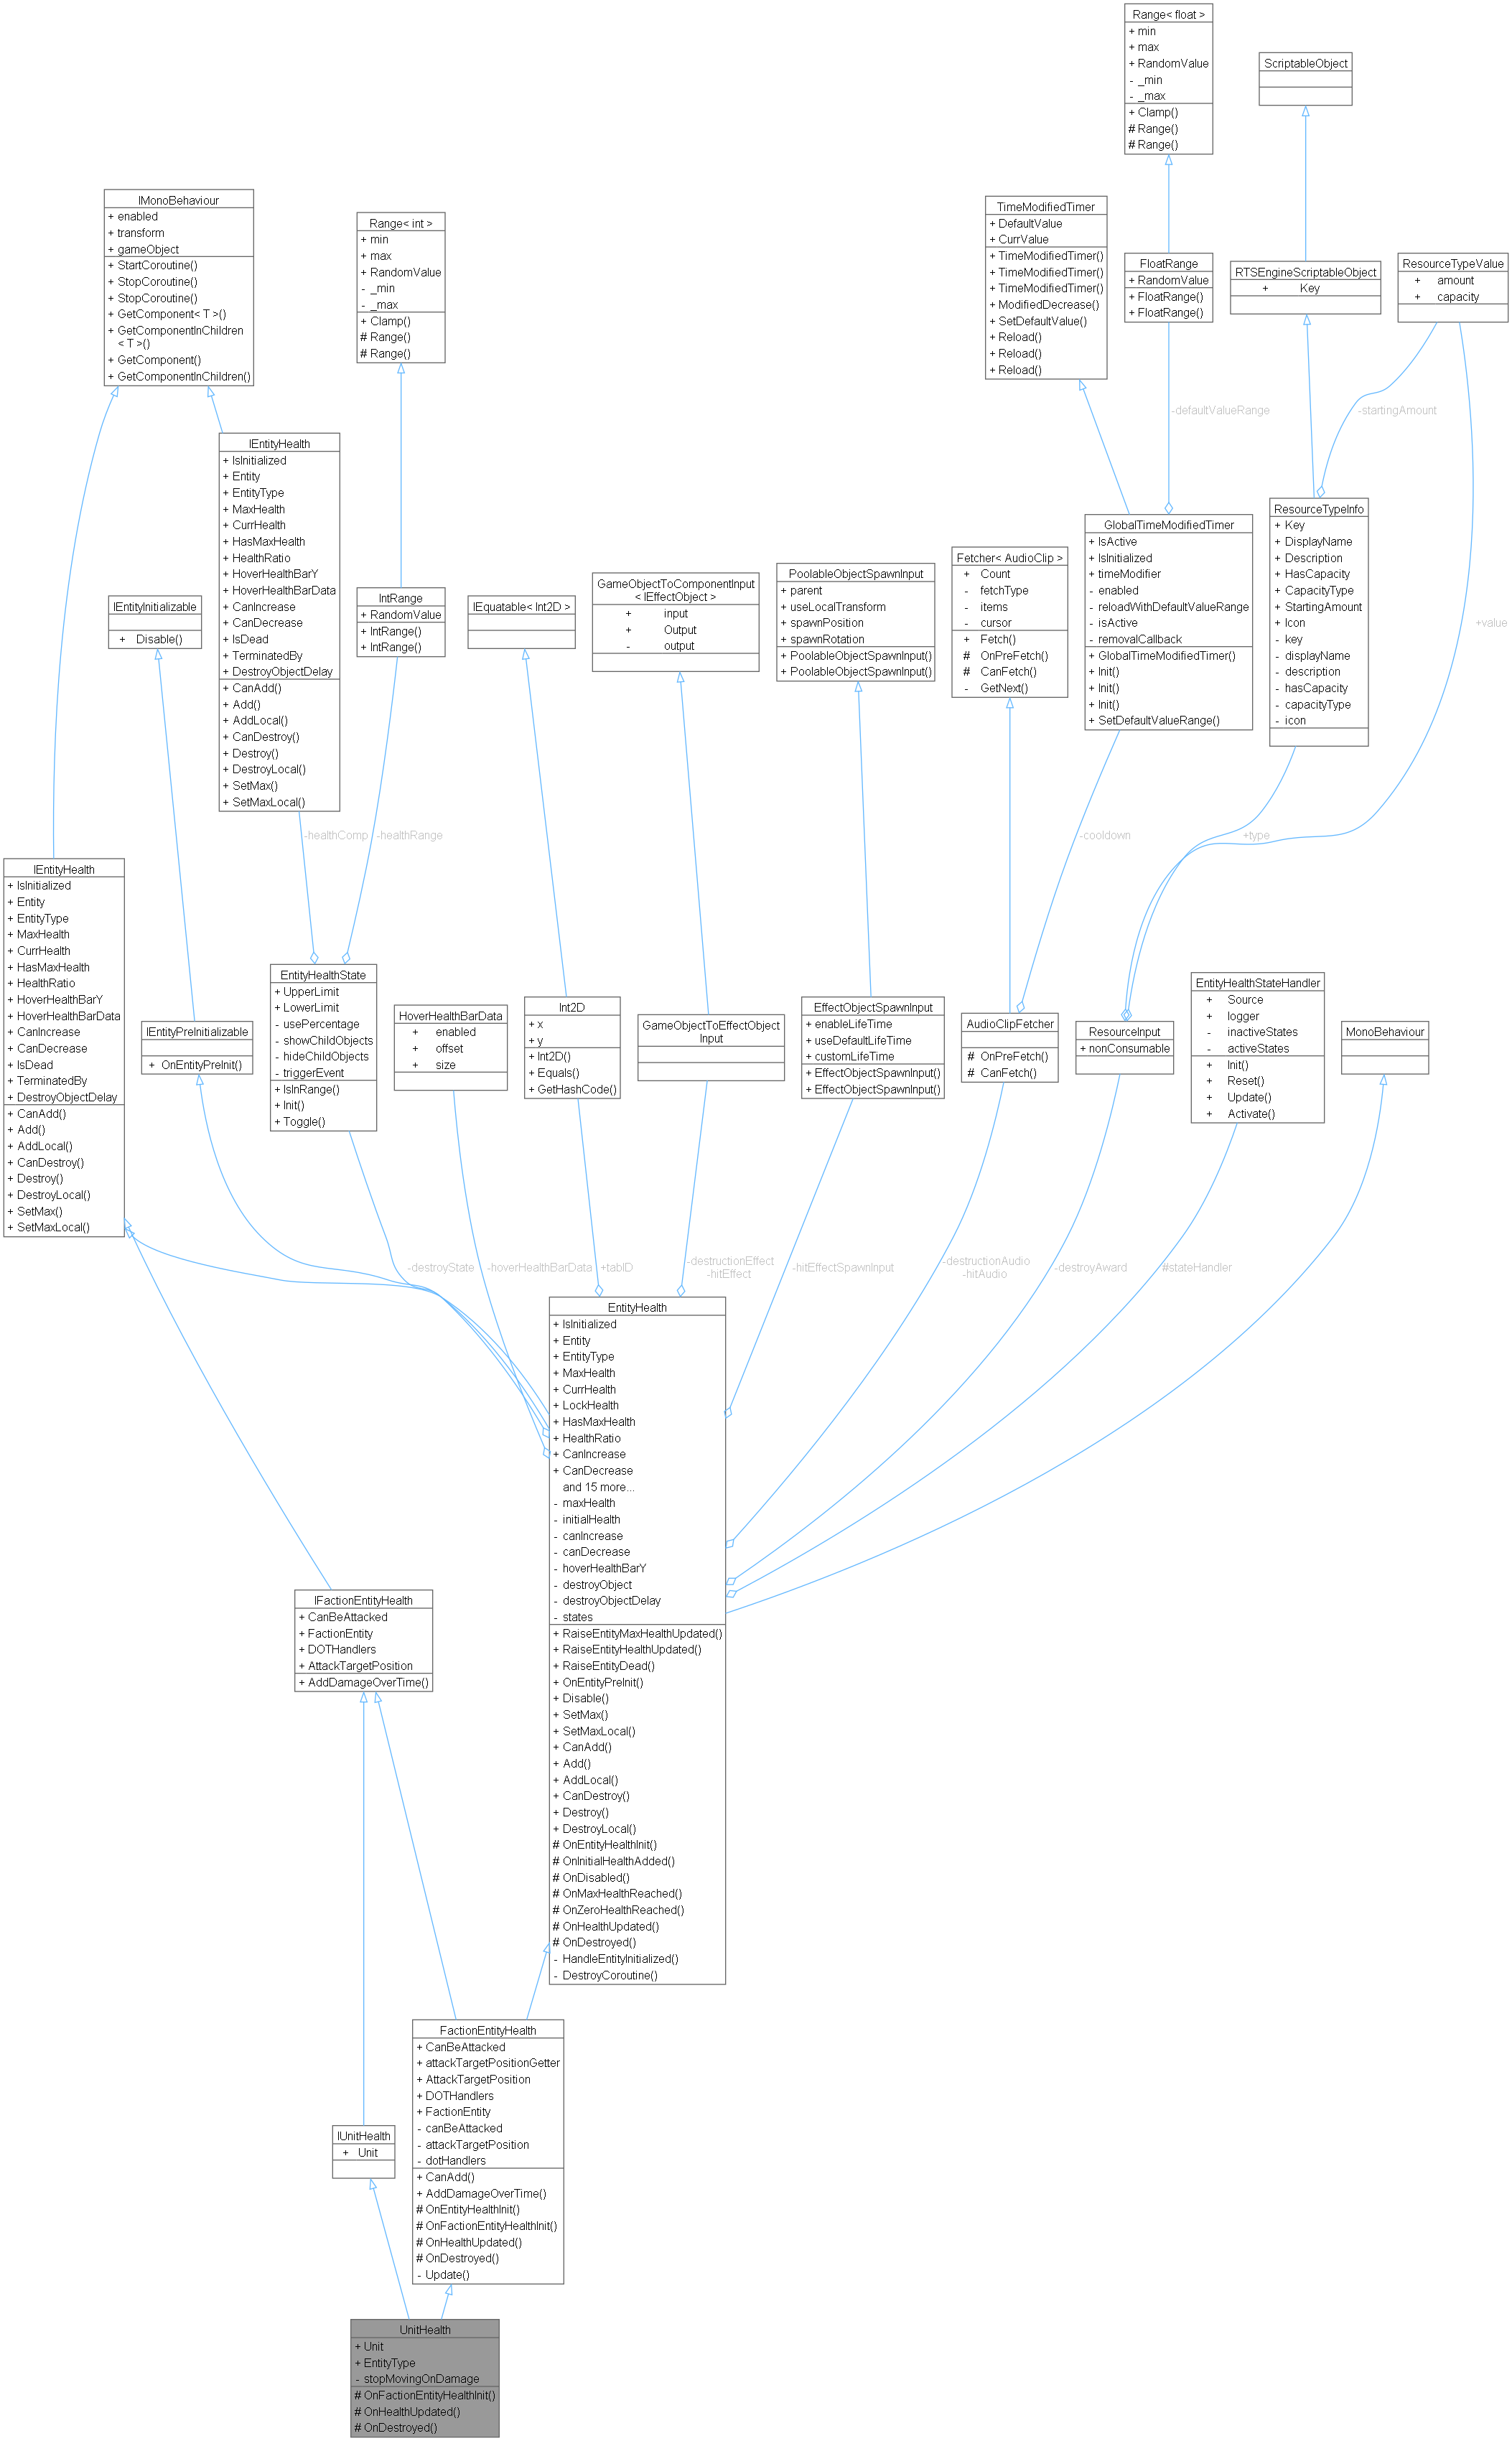 Range< float >
+ min
+ max
+ RandomValue
- _min
- _max
+ Clamp()
# Range()
# Range()
ScriptableObject
IMonoBehaviour
+ enabled
+ transform
+ gameObject
+ StartCoroutine()
+ StopCoroutine()
+ StopCoroutine()
+ GetComponent< T >()
+ GetComponentInChildren
< T >()
+ GetComponent()
+ GetComponentInChildren()
Range< int >
+ min
+ max
+ RandomValue
- _min
- _max
+ Clamp()
# Range()
# Range()
TimeModifiedTimer
+ DefaultValue
+ CurrValue
+ TimeModifiedTimer()
+ TimeModifiedTimer()
+ TimeModifiedTimer()
+ ModifiedDecrease()
+ SetDefaultValue()
+ Reload()
+ Reload()
+ Reload()
FloatRange
+ RandomValue
+ FloatRange()
+ FloatRange()
RTSEngineScriptableObject
+ Key
ResourceTypeValue
+ amount
+ capacity
-defaultValueRange
-startingAmount
IEntityHealth
+ IsInitialized
+ Entity
+ EntityType
+ MaxHealth
+ CurrHealth
+ HasMaxHealth
+ HealthRatio
+ HoverHealthBarY
+ HoverHealthBarData
+ CanIncrease
+ CanDecrease
+ IsDead
+ TerminatedBy
+ DestroyObjectDelay
+ CanAdd()
+ Add()
+ AddLocal()
+ CanDestroy()
+ Destroy()
+ DestroyLocal()
+ SetMax()
+ SetMaxLocal()
GlobalTimeModifiedTimer
+ IsActive
+ IsInitialized
+ timeModifier
- enabled
- reloadWithDefaultValueRange
- isActive
- removalCallback
+ GlobalTimeModifiedTimer()
+ Init()
+ Init()
+ Init()
+ SetDefaultValueRange()
ResourceTypeInfo
+ Key
+ DisplayName
+ Description
+ HasCapacity
+ CapacityType
+ StartingAmount
+ Icon
- key
- displayName
- description
- hasCapacity
- capacityType
- icon
+value
IEntityInitializable
+ Disable()
IntRange
+ RandomValue
+ IntRange()
+ IntRange()
IEquatable< Int2D >
GameObjectToComponentInput
< IEffectObject >
+ input
+ Output
- output
PoolableObjectSpawnInput
+ parent
+ useLocalTransform
+ spawnPosition
+ spawnRotation
+ PoolableObjectSpawnInput()
+ PoolableObjectSpawnInput()
Fetcher< AudioClip >
+ Count
- fetchType
- items
- cursor
+ Fetch()
# OnPreFetch()
# CanFetch()
- GetNext()
-healthComp
-healthRange
-cooldown
+type
IEntityHealth
+ IsInitialized
+ Entity
+ EntityType
+ MaxHealth
+ CurrHealth
+ HasMaxHealth
+ HealthRatio
+ HoverHealthBarY
+ HoverHealthBarData
+ CanIncrease
+ CanDecrease
+ IsDead
+ TerminatedBy
+ DestroyObjectDelay
+ CanAdd()
+ Add()
+ AddLocal()
+ CanDestroy()
+ Destroy()
+ DestroyLocal()
+ SetMax()
+ SetMaxLocal()
IEntityPreInitializable
+ OnEntityPreInit()
EntityHealthState
+ UpperLimit
+ LowerLimit
- usePercentage
- showChildObjects
- hideChildObjects
- triggerEvent
+ IsInRange()
+ Init()
+ Toggle()
HoverHealthBarData
+ enabled
+ offset
+ size
Int2D
+ x
+ y
+ Int2D()
+ Equals()
+ GetHashCode()
GameObjectToEffectObject
Input
EffectObjectSpawnInput
+ enableLifeTime
+ useDefaultLifeTime
+ customLifeTime
+ EffectObjectSpawnInput()
+ EffectObjectSpawnInput()
AudioClipFetcher
# OnPreFetch()
# CanFetch()
ResourceInput
+ nonConsumable
EntityHealthStateHandler
+ Source
+ logger
- inactiveStates
- activeStates
+ Init()
+ Reset()
+ Update()
+ Activate()
MonoBehaviour
-destroyState
-hoverHealthBarData
+tabID
-destructionEffect
-hitEffect
-hitEffectSpawnInput
-destructionAudio
-hitAudio
-destroyAward
#stateHandler
EntityHealth
+ IsInitialized
+ Entity
+ EntityType
+ MaxHealth
+ CurrHealth
+ LockHealth
+ HasMaxHealth
+ HealthRatio
+ CanIncrease
+ CanDecrease
and 15 more...
- maxHealth
- initialHealth
- canIncrease
- canDecrease
- hoverHealthBarY
- destroyObject
- destroyObjectDelay
- states
+ RaiseEntityMaxHealthUpdated()
+ RaiseEntityHealthUpdated()
+ RaiseEntityDead()
+ OnEntityPreInit()
+ Disable()
+ SetMax()
+ SetMaxLocal()
+ CanAdd()
+ Add()
+ AddLocal()
+ CanDestroy()
+ Destroy()
+ DestroyLocal()
# OnEntityHealthInit()
# OnInitialHealthAdded()
# OnDisabled()
# OnMaxHealthReached()
# OnZeroHealthReached()
# OnHealthUpdated()
# OnDestroyed()
- HandleEntityInitialized()
- DestroyCoroutine()
IFactionEntityHealth
+ CanBeAttacked
+ FactionEntity
+ DOTHandlers
+ AttackTargetPosition
+ AddDamageOverTime()
FactionEntityHealth
+ CanBeAttacked
+ attackTargetPositionGetter
+ AttackTargetPosition
+ DOTHandlers
+ FactionEntity
- canBeAttacked
- attackTargetPosition
- dotHandlers
+ CanAdd()
+ AddDamageOverTime()
# OnEntityHealthInit()
# OnFactionEntityHealthInit()
# OnHealthUpdated()
# OnDestroyed()
- Update()
IUnitHealth
+ Unit
UnitHealth
+ Unit
+ EntityType
- stopMovingOnDamage
# OnFactionEntityHealthInit()
# OnHealthUpdated()
# OnDestroyed()